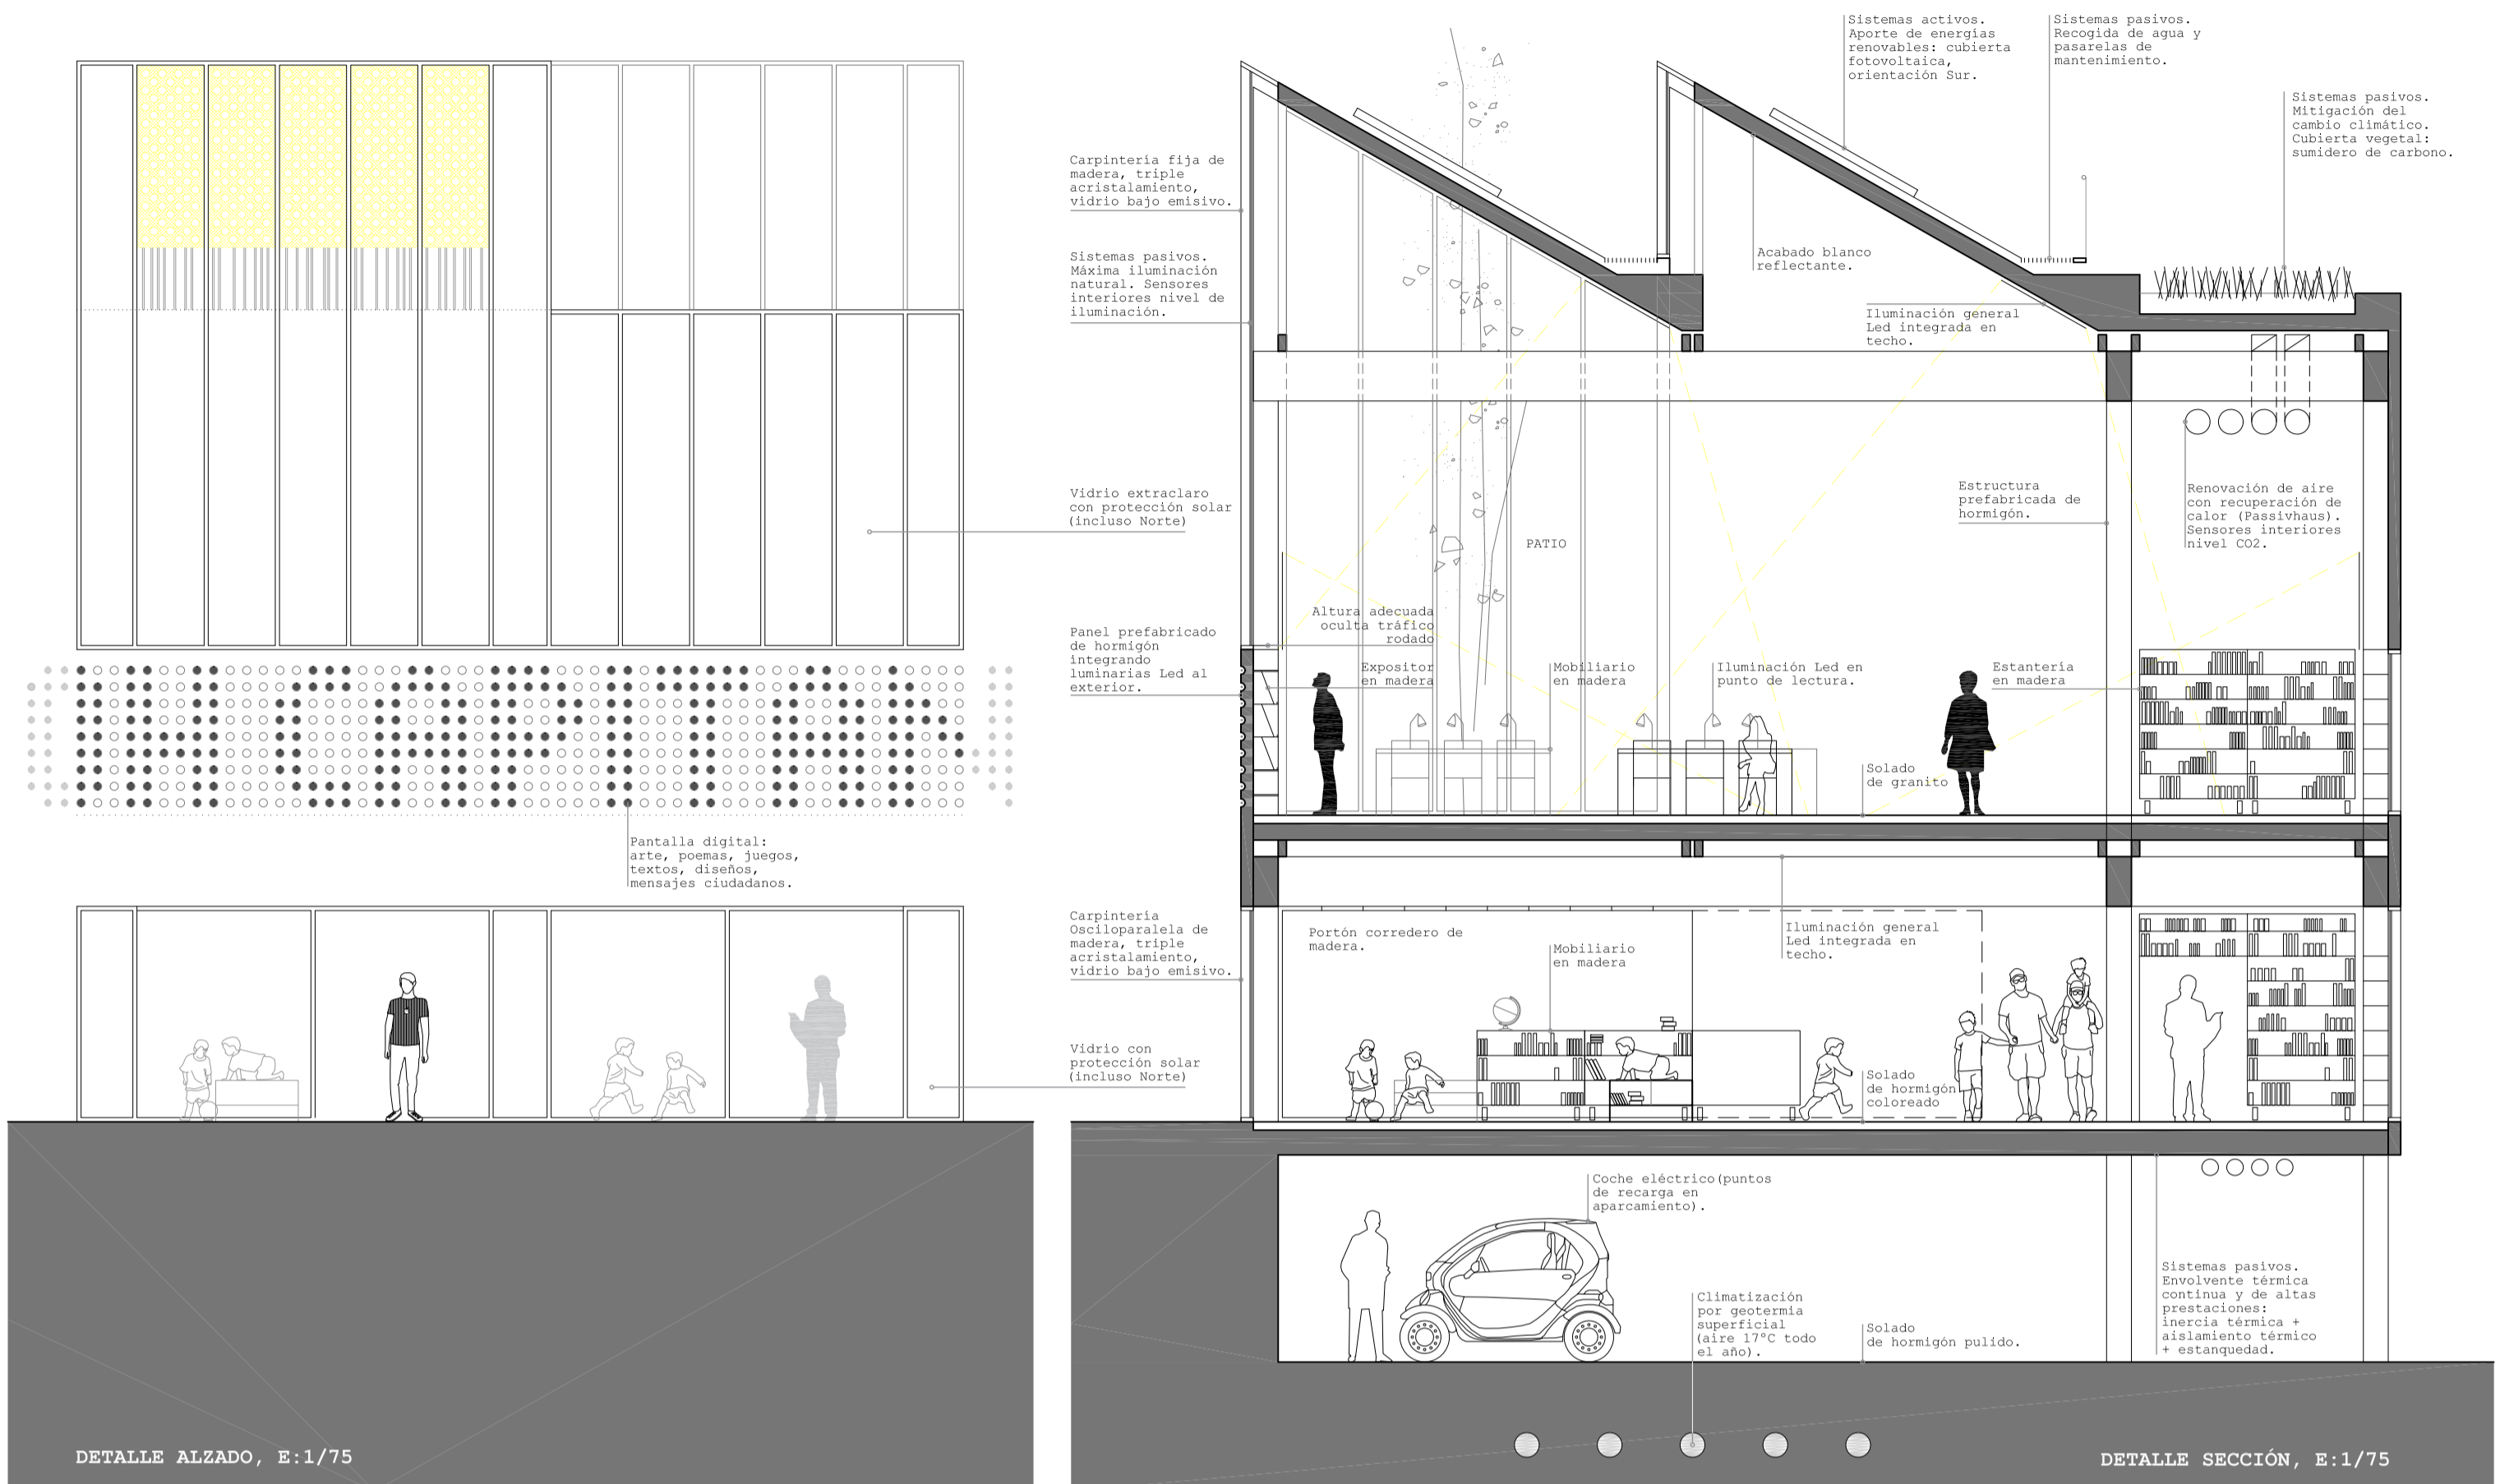 Sistemas activos.
Aporte de energías
renovables: cubierta
fotovoltaica,
orientación Sur.
Sistemas pasivos.
Recogida de agua y
pasarelas de
mantenimiento.
Sistemas pasivos.
Mitigación del
cambio climático.
Cubierta vegetal:
sumidero de carbono.
Carpintería fija de
madera, triple
acristalamiento,
vidrio bajo emisivo.
Sistemas pasivos.
Máxima iluminación
natural. Sensores
interiores nivel de
iluminación.
Acabado blanco
reflectante.
Iluminación general
Led integrada en
techo.
Vidrio extraclaro
con protección solar
(incluso Norte)
Estructura
prefabricada de
hormigón.
Renovación de aire
con recuperación de
calor (Passivhaus).
Sensores interiores
nivel CO2.
PATIO
Altura adecuada
oculta tráfico
rodado
Panel prefabricado
de hormigón
integrando
luminarias Led al
exterior.
Expositor
en madera
Mobiliario
en madera
Iluminación Led en
punto de lectura.
Estantería
en madera
Solado
de granito
Pantalla digital:
arte, poemas, juegos,
textos, diseños,
mensajes ciudadanos.
Carpintería
Osciloparalela de
madera, triple
acristalamiento,
vidrio bajo emisivo.
Portón corredero de
madera.
Mobiliario
en madera
Iluminación general
Led integrada en
techo.
Vidrio con
protección solar
(incluso Norte)
Solado
de hormigón
coloreado
Coche eléctrico(puntos
de recarga en
aparcamiento).
Climatización
por geotermia
superficial
(aire 17°C todo
el año).
Solado
de hormigón pulido.
Sistemas pasivos.
Envolvente térmica
continua y de altas
prestaciones:
inercia térmica +
aislamiento térmico
+ estanquedad.
DETALLE ALZADO, E:1/75
DETALLE SECCIÓN, E:1/75